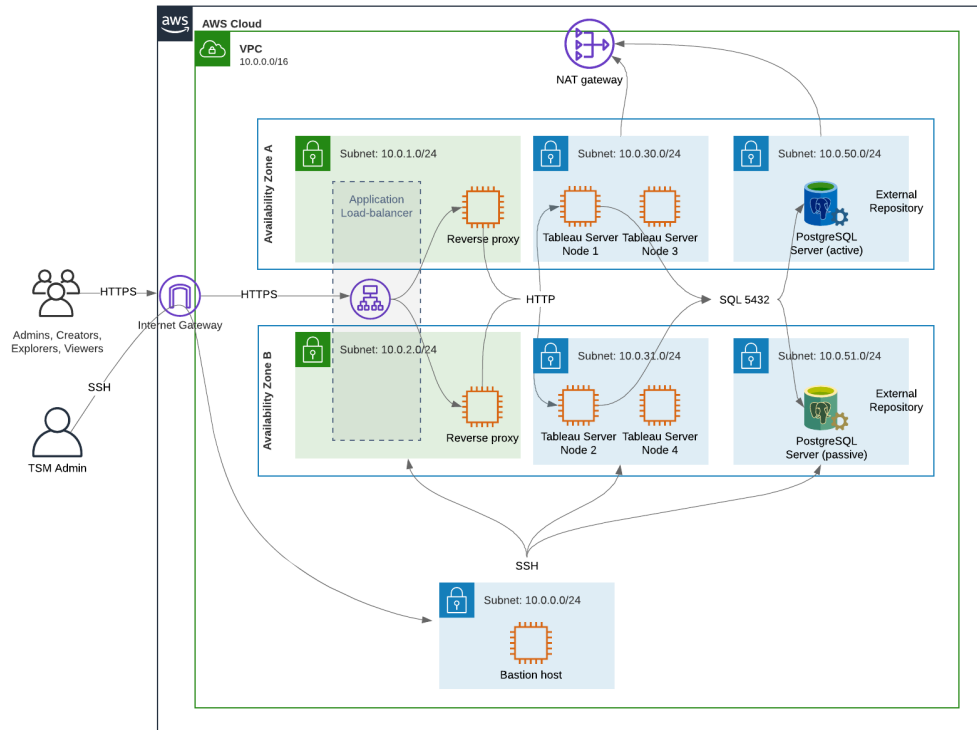 aws
AWS Cloud
VPC
10.0.0.0/16
NAT gateway
Availability Zone A
Subnet: 10.0.1.0/24
Subnet: 10.0.30.0/24
Subnet: 10.0.50.0/24
Application
Load-balancer
Reverse proxy
Tableau Server
Node 1
Tableau Server
Node 3
External
Repository
PostgreSQL
Server (active)
HTTPS
HTTPS
HTTP
SQL 5432
Admins, Creators,
Explorers, Viewers
Internet Gateway
SSH
TSM Admin
Availability Zone B
Subnet: 10.0.2.0/24
Subnet: 10.0.31.0/24
Subnet: 10.0.51.0/24
Reverse proxy
Tableau Server
Node 2
Tableau Server
Node 4
External
Repository
PostgreSQL
Server (passive)
SSH
Subnet: 10.0.0.0/24
Bastion host